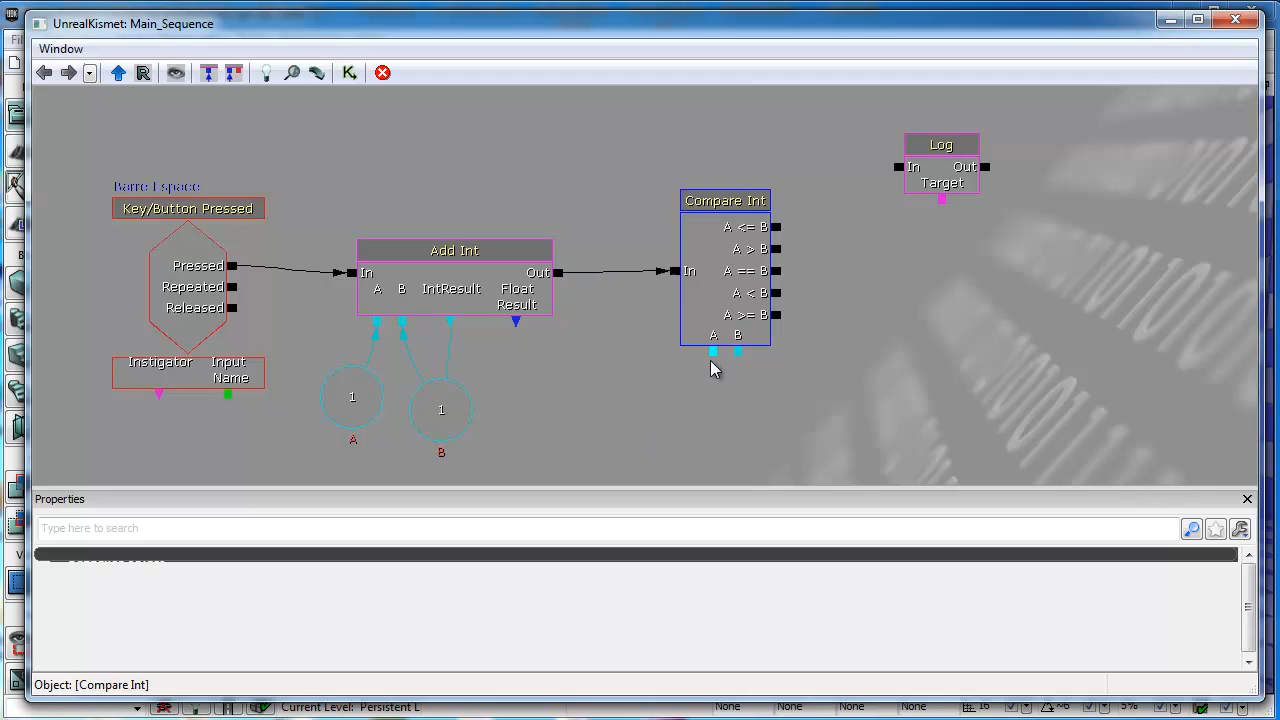 UnrealKismet: Main_Sequence
Window
Barre Espace
Key/Button Pressed
Pressed
Repeated
Released
Instigator
Input
Name
Add Int
In
Out
A
B
IntResult
Float
Result
1
A
1
B
Compare Int
A <= B
A > B
In
A == B
A < B
A >= B
A
B
Log
In
Out
Target
Properties
Type here to search
Object: [Compare Int]
Current Level: Persistent L
None
None
None
None
16
6
5%